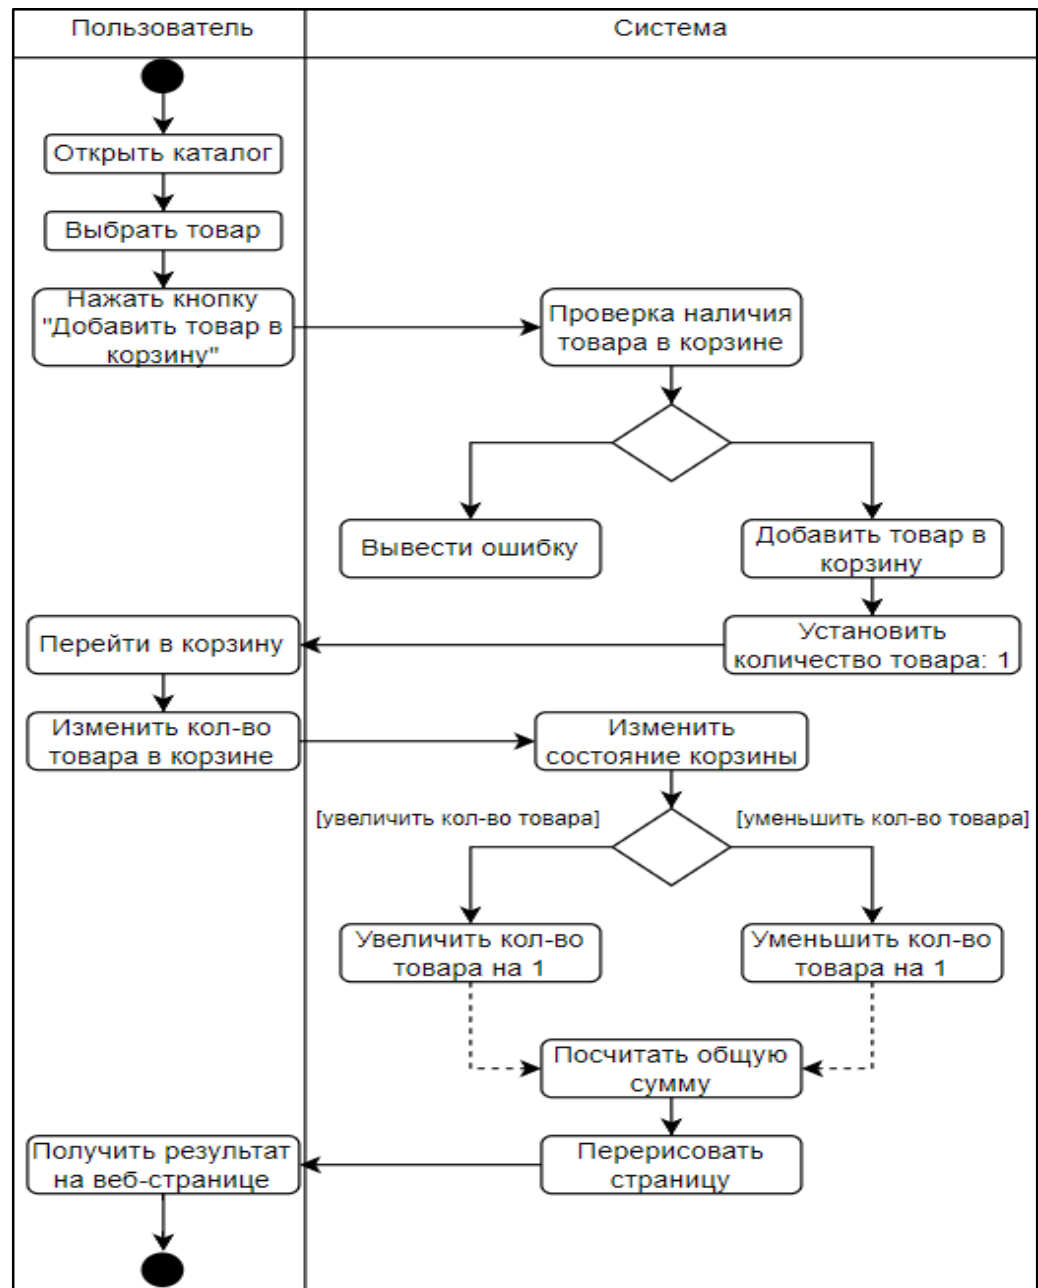 Пользователь
Система
Открыть каталог
Выбрать товар
Нажать кнопку
"Добавить товар в
корзину"
Проверка наличия
товара в корзине
Вывести ошибку
Добавить товар в
корзину
Перейти в корзину
Установить
количество товара: 1
Изменить кол-во
товара в корзине
Изменить
состояние корзины
[увеличить кол-во товара]
[уменьшить кол-во товара]
Увеличить кол-во
товара на 1
Уменьшить кол-во
товара на 1
Посчитать общую
сумму
Получить результат
на веб-странице
Перерисовать
страницу